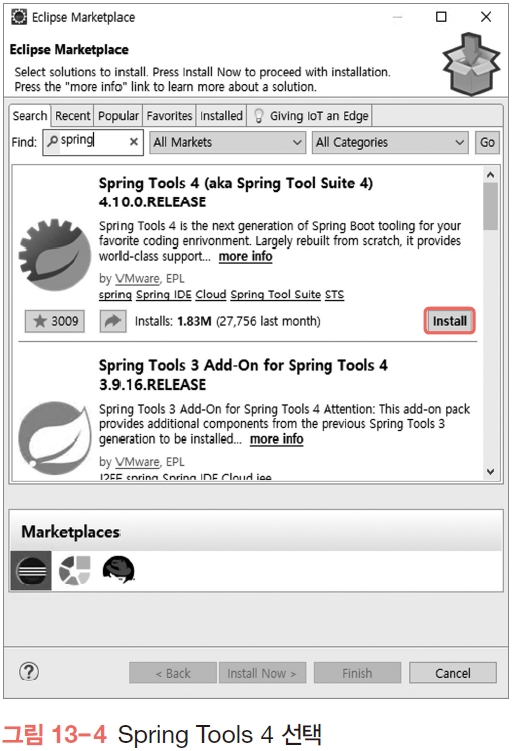 Eclipse Marketplace
Eclipse Marketplace
Select solutions to install. Press Install Now to proceed with installation.
Press the "more info" link to learn more about a solution.
Search Recent Popular Favorites Installed Giving IoT an Edge
Find: spring All Markets All Categories Go
Spring Tools 4 (aka Spring Tool Suite 4)
4.10.0.RELEASE
Spring Tools 4 is the next generation of Spring Boot tooling for your
favorite coding enrivonment. Largely rebuilt from scratch, it provides
world-class support... more info
by VMware, EPL
spring Spring IDE Cloud Spring Tool Suite STS
3009 Installs: 1.83M (27,756 last month) Install
Spring Tools 3 Add-On for Spring Tools 4
3.9.16.RELEASE
Spring Tools 3 Add-On for Spring Tools 4 Attention: This add-on pack
provides additional components from the previous Spring Tools 3
generation to be installed... more info
by VMware, EPL
J2EE spring Spring IDE Cloud jee
Marketplaces
? < Back Install Now > Finish Cancel
그림 13-4 Spring Tools 4 선택